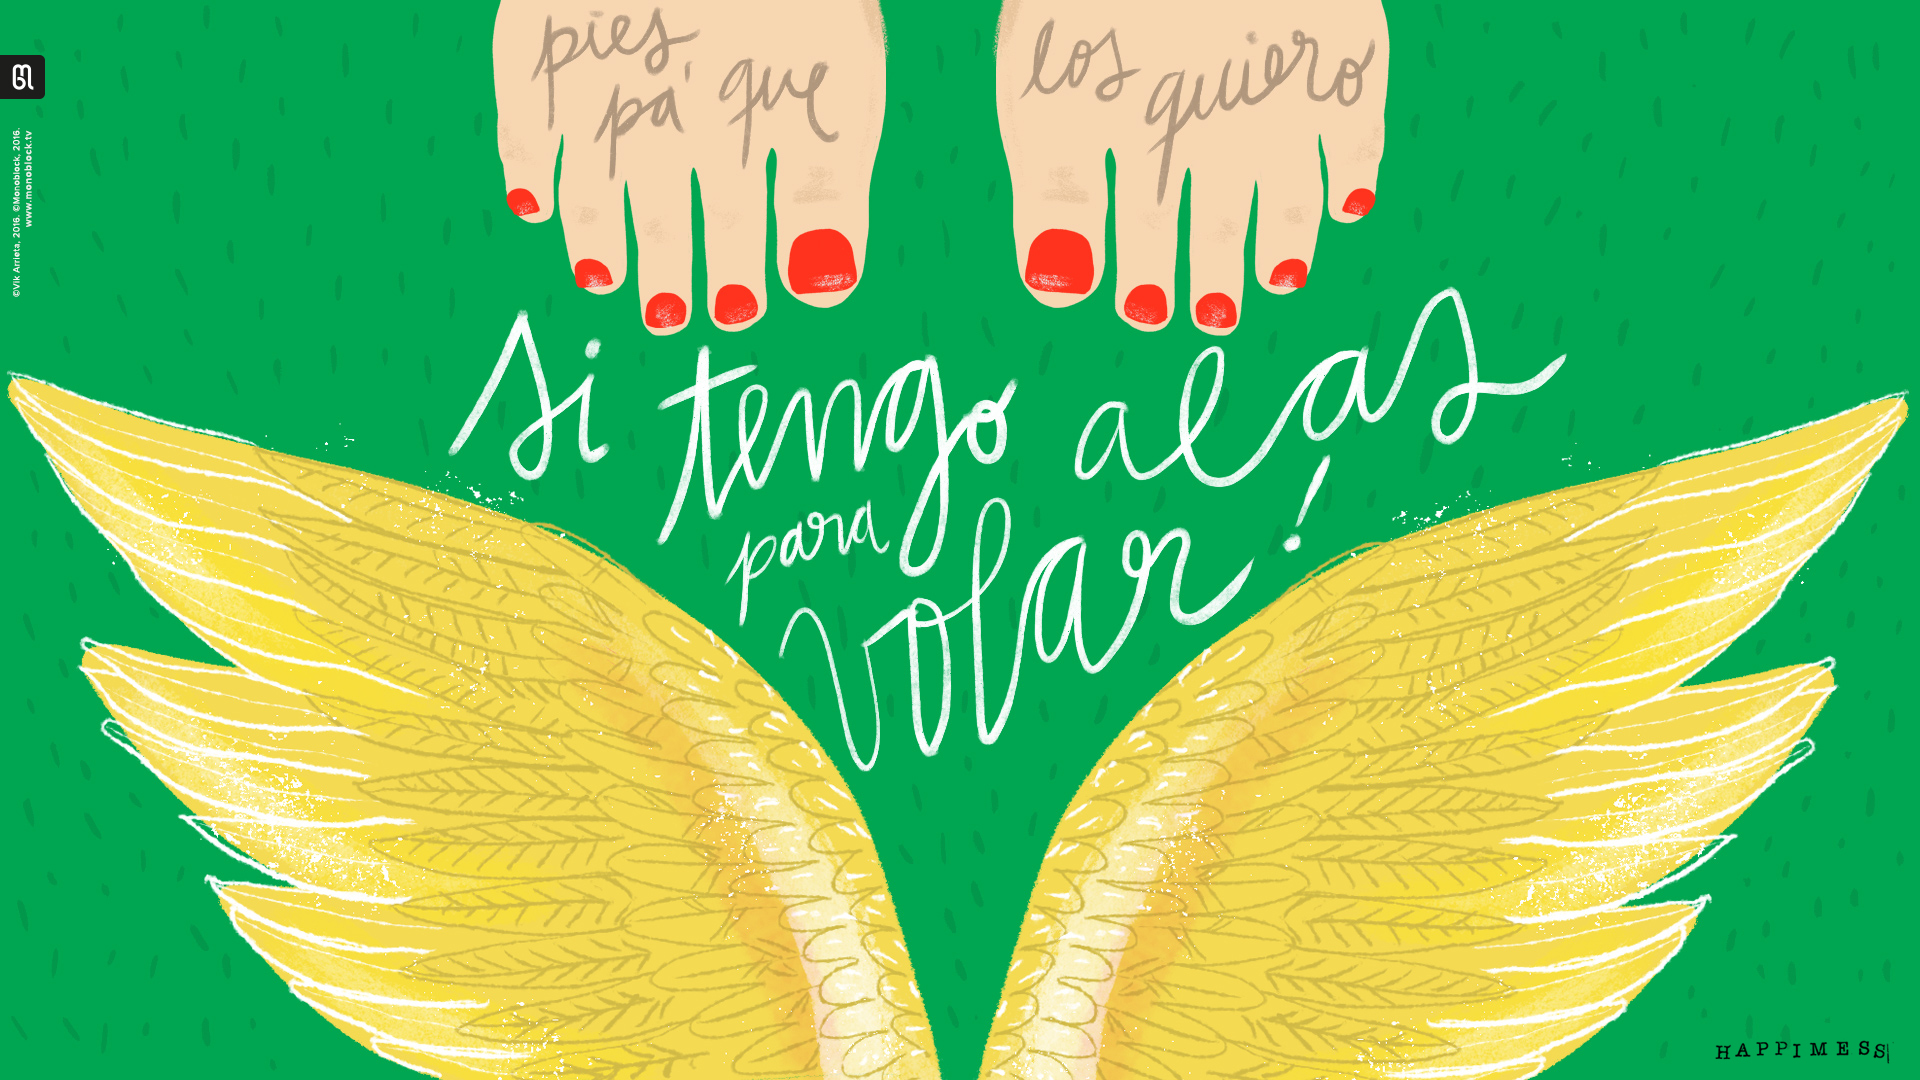 pies
pa' que
los
quiero
si tengo alas
para
volar!
©Vik Arrieta, 2016. ©Monoblock, 2016.
www.monoblock.tv
HAPPIMESS